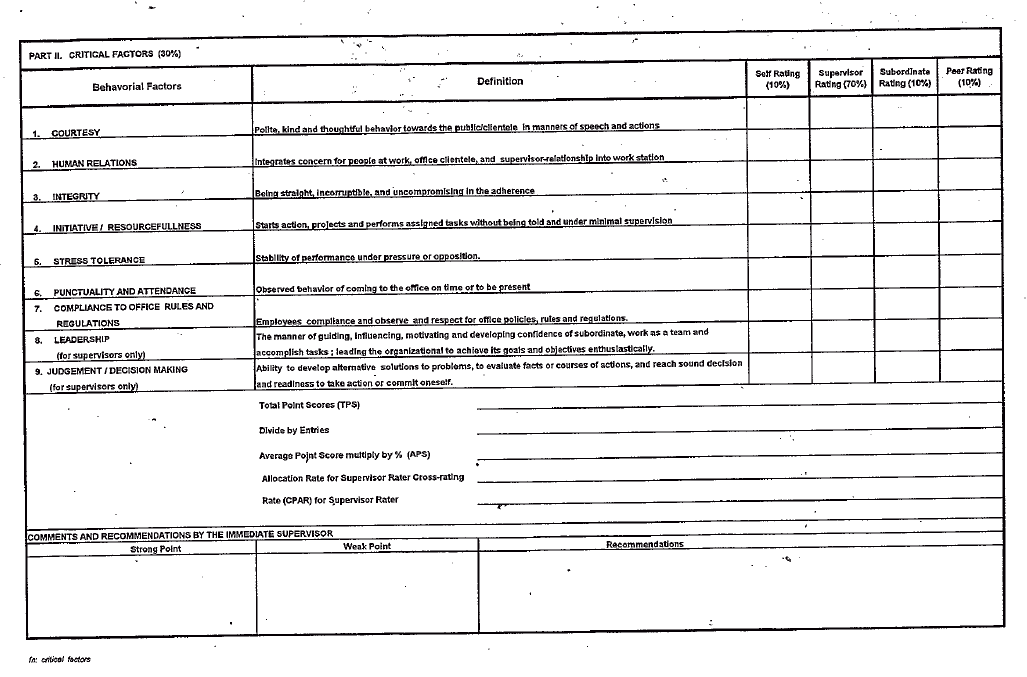 PART II. CRITICAL FACTORS (30%)
Behavorial Factors
Definition
Self Rating
(10%)
Supervisor
Rating (70%)
Subordinate
Rating (10%)
Peer Rating
(10%)
1. COURTESY
Polite, kind and thoughtful behavior towards the public/clientele in manners of speech and actions
2. HUMAN RELATIONS
Integrates concern for people at work, office clientele, and supervisor-relationship into work station
3. INTEGRITY
Being straight, incorruptible, and uncompromising in the adherence
4. INITIATIVE / RESOURCEFULLNESS
Starts action, projects and performs assigned tasks without being told and under minimal supervision
5. STRESS TOLERANCE
Stability of performance under pressure or opposition.
6. PUNCTUALITY AND ATTENDANCE
Observed behavior of coming to the office on time or to be present
7. COMPLIANCE TO OFFICE RULES AND
REGULATIONS
Employees compliance and observe and respect for office policies, rules and regulations.
8. LEADERSHIP
(for supervisors only)
The manner of guiding, influencing, motivating and developing confidence of subordinate, work as a team and
accomplish tasks ; leading the organizational to achieve its goals and objectives enthusiastically.
9. JUDGEMENT / DECISION MAKING
(for supervisors only)
Ability to develop alternative solutions to problems, to evaluate facts or courses of actions, and reach sound decision
and readiness to take action or commit oneself.
Total Point Scores (TPS)
Divide by Entries
Average Point Score multiply by % (APS)
Allocation Rate for Supervisor Rater Cross-rating
Rate (CPAR) for Supervisor Rater
COMMENTS AND RECOMMENDATIONS BY THE IMMEDIATE SUPERVISOR
Strong Point
Weak Point
Recommendations
fn: critical factors